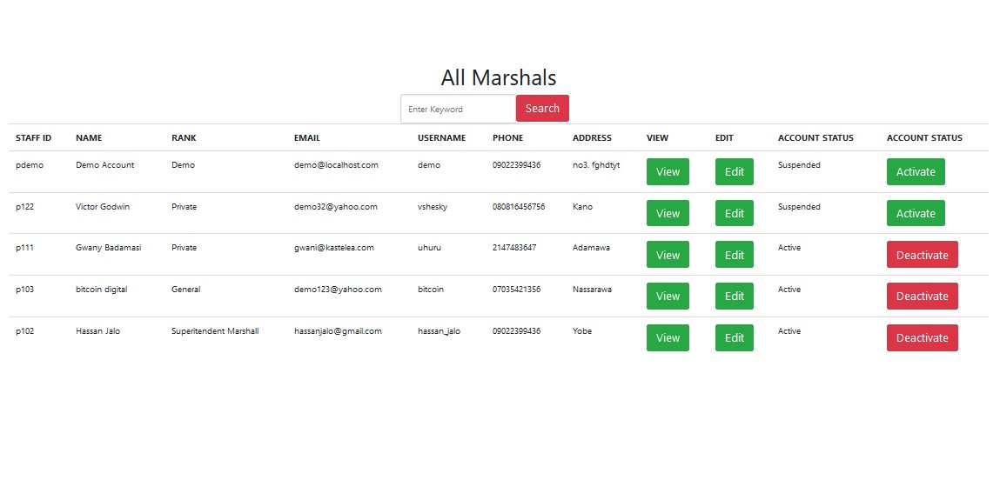 All Marshals
Enter Keyword Search
STAFF ID NAME RANK EMAIL USERNAME PHONE ADDRESS VIEW EDIT ACCOUNT STATUS ACCOUNT STATUS
pdemo Demo Account Demo demo@localhost.com demo 09022399436 no3. fghdtyt View Edit Suspended Activate
p122 Victor Godwin Private demo32@yahoo.com vshesky 080816456756 Kano View Edit Suspended Activate
p111 Gwany Badamasi Private gwani@kastelea.com uhuru 2147483647 Adamawa View Edit Active Deactivate
p103 bitcoin digital General demo123@yahoo.com bitcoin 07035421356 Nassarawa View Edit Active Deactivate
p102 Hassan Jalo Superitendent Marshall hassanjalo@gmail.com hassan_jalo 09022399436 Yobe View Edit Active Deactivate